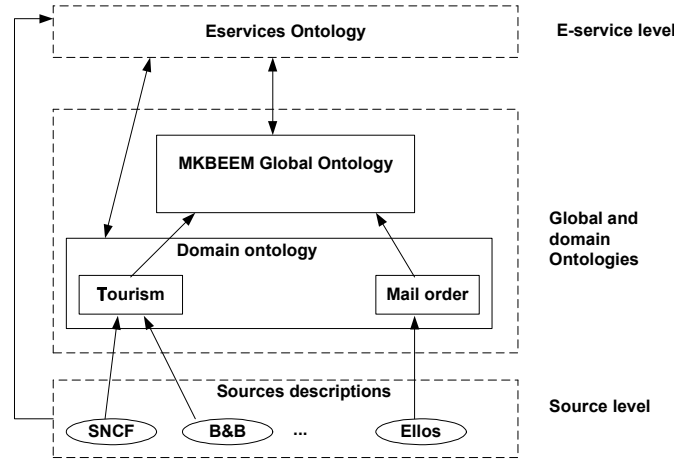 Eservices Ontology
E-service level
MKBEEM Global Ontology
Global and
domain
Ontologies
Domain ontology
Tourism
Mail order
Sources descriptions
Source level
SNCF
B&B
...
Ellos